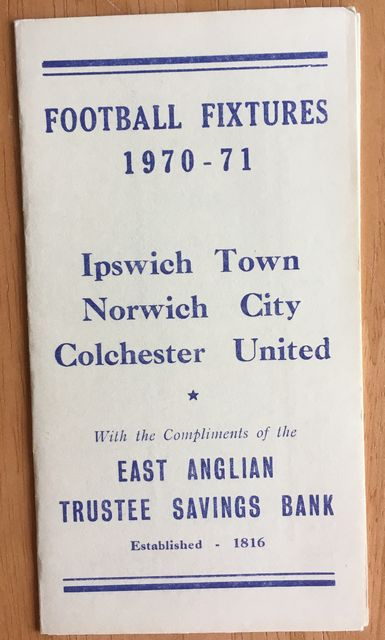 FOOTBALL FIXTURES
1970-71
Ipswich Town
Norwich City
Colchester United
With the Compliments of the
EAST ANGLIAN
TRUSTEE SAVINGS BANK
Established - 1816